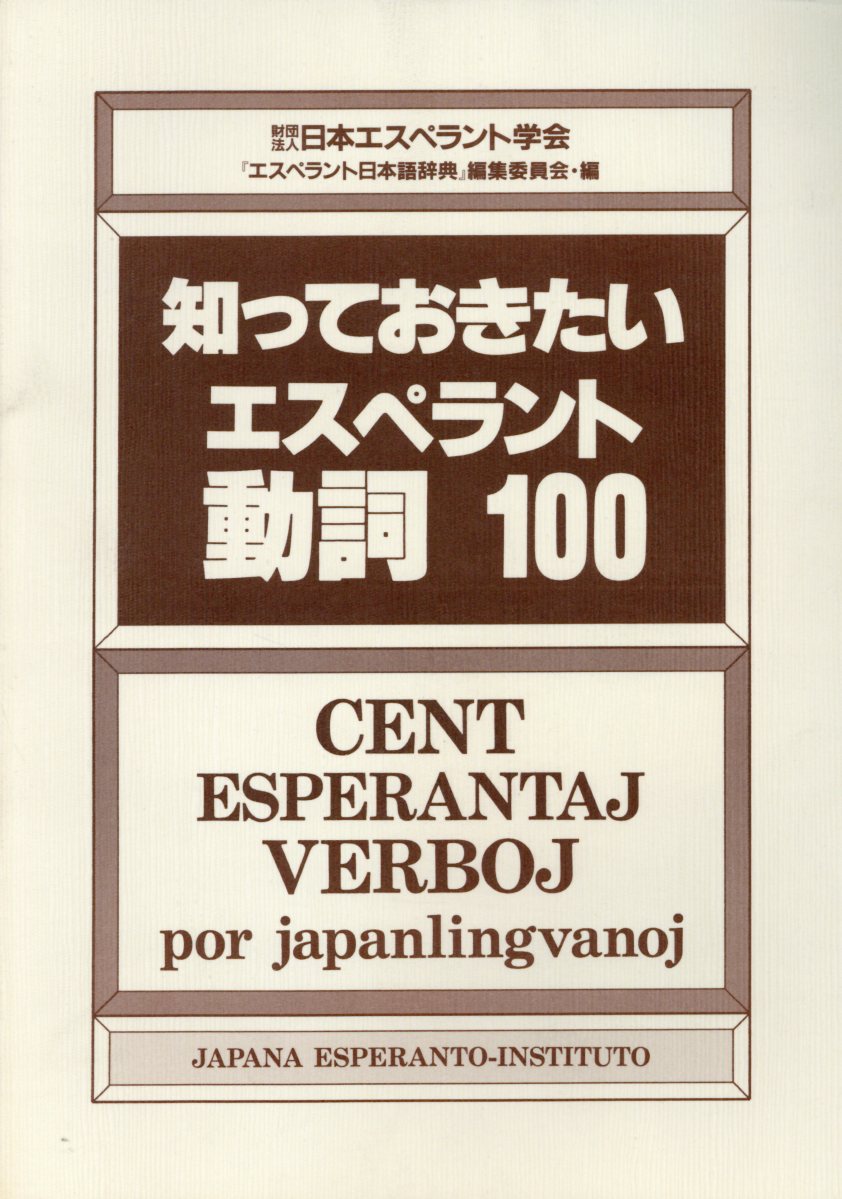 財団法人日本エスペラント学会
『エスペラント日本語辞典』編集委員会・編
知っておきたい
エスペラント
動詞 100
CENT
ESPERANTAJ
VERBOJ
por japanlingvanoj
JAPANA ESPERANTO-INSTITUTO